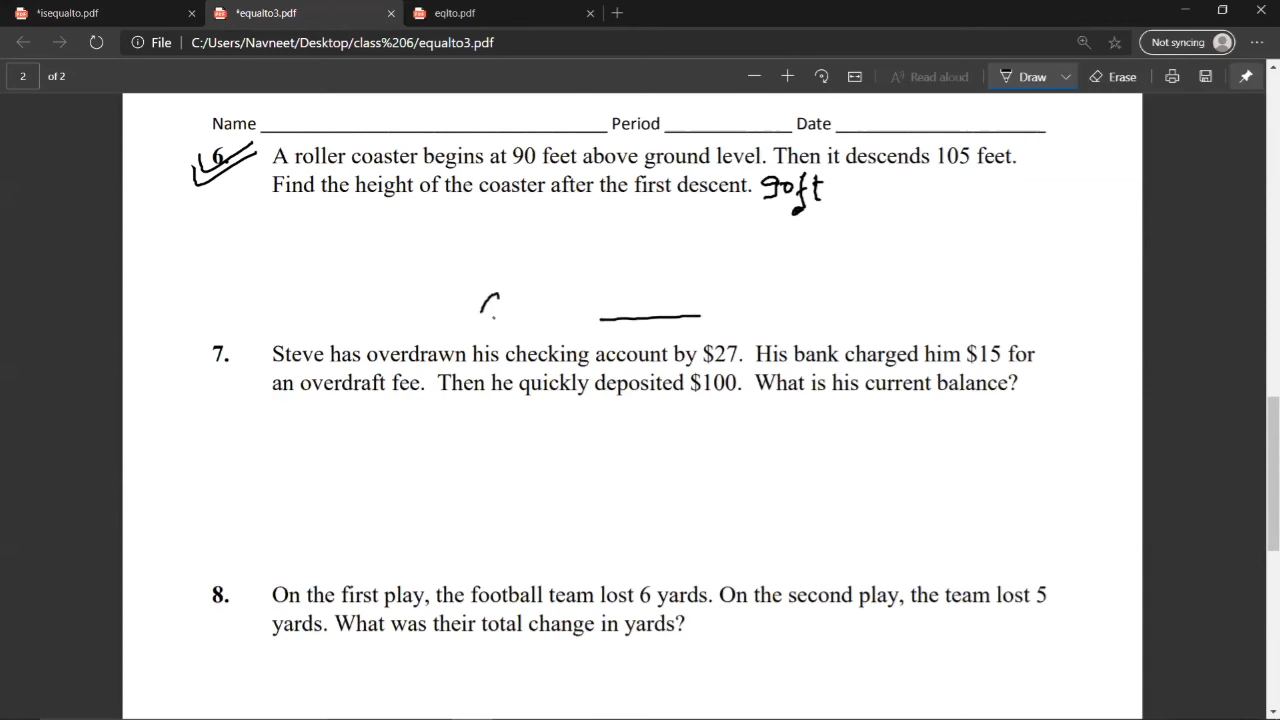 *isequalto.pdf
*equalto3.pdf
eqlto.pdf
File C:/Users/Navneet/Desktop/class%206/equalto3.pdf
Not syncing
2 of 2
Read aloud
Draw
Erase
Name Period Date
6. A roller coaster begins at 90 feet above ground level. Then it descends 105 feet.
Find the height of the coaster after the first descent. 90ft
7. Steve has overdrawn his checking account by $27. His bank charged him $15 for
an overdraft fee. Then he quickly deposited $100. What is his current balance?
8. On the first play, the football team lost 6 yards. On the second play, the team lost 5
yards. What was their total change in yards?